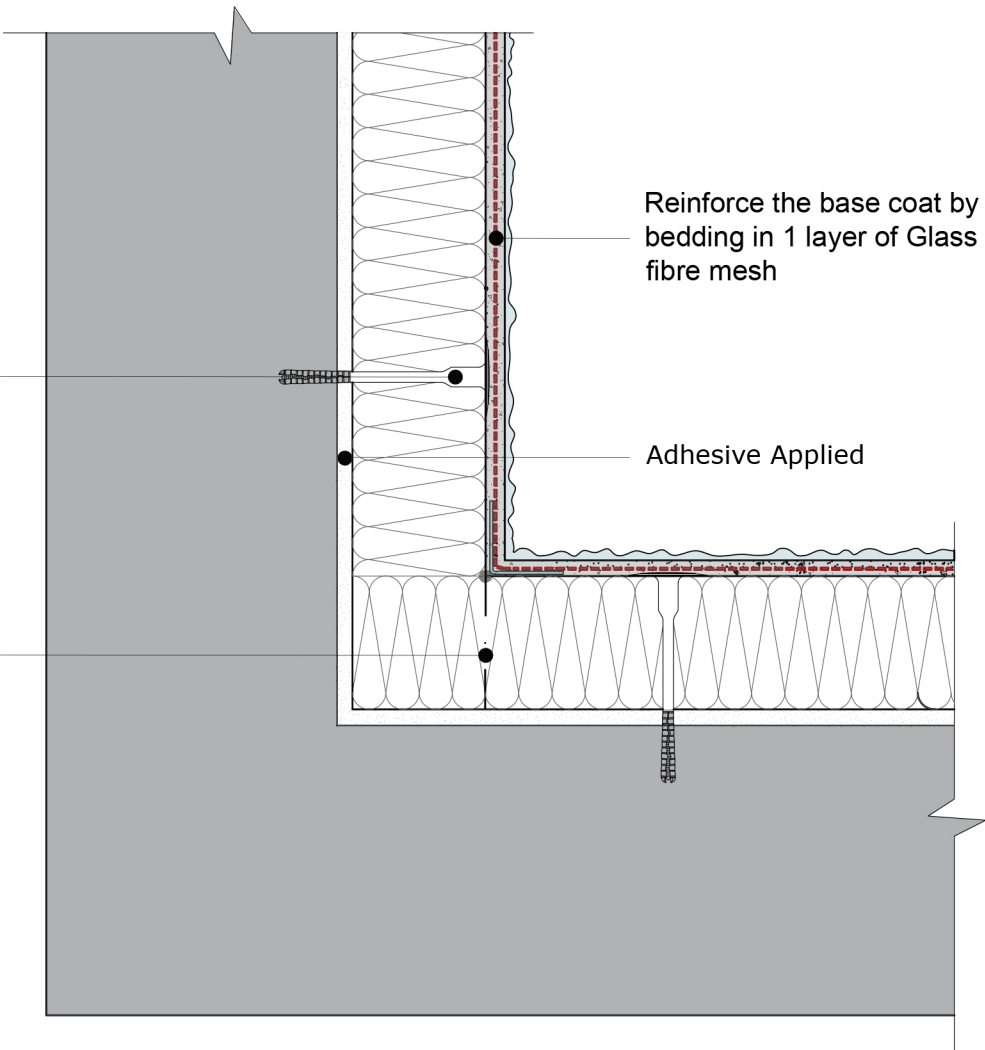 Reinforce the base coat by
bedding in 1 layer of Glass
fibre mesh
Adhesive Applied